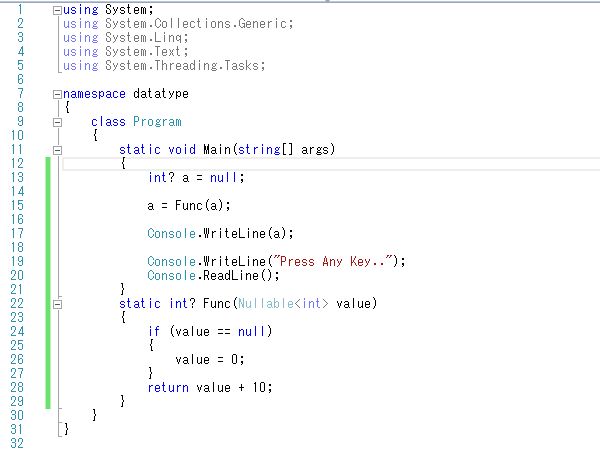 1 using System;
2 using System.Collections.Generic;
3 using System.Linq;
4 using System.Text;
5 using System.Threading.Tasks;
6
7 namespace datatype
8 {
9     class Program
10     {
11         static void Main(string[] args)
12         {
13             int? a = null;
14
15             a = Func(a);
16
17             Console.WriteLine(a);
18
19             Console.WriteLine("Press Any Key..");
20             Console.ReadLine();
21         }
22         static int? Func(Nullable<int> value)
23         {
24             if (value == null)
25             {
26                 value = 0;
27             }
28             return value + 10;
29         }
30     }
31 }
32